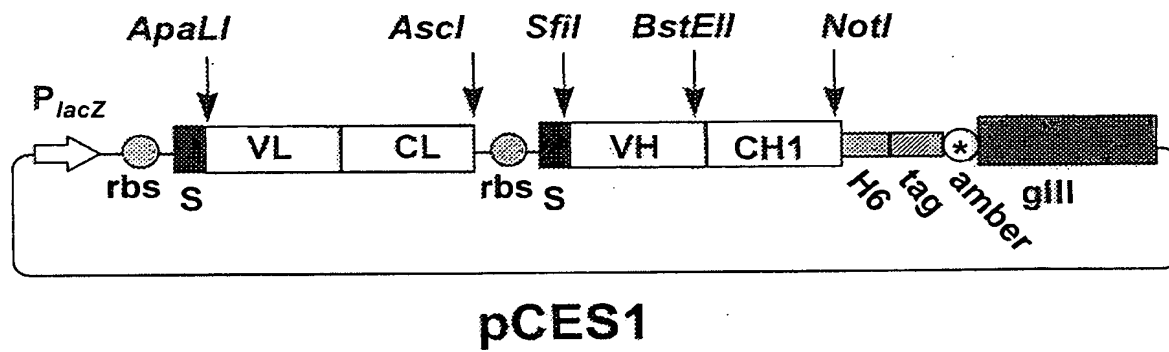 ApaLI AscI SfiI BstEII NotI
PlacZ
VL CL VH CH1 *
rbs S rbs S H6 tag amber gIII
pCES1